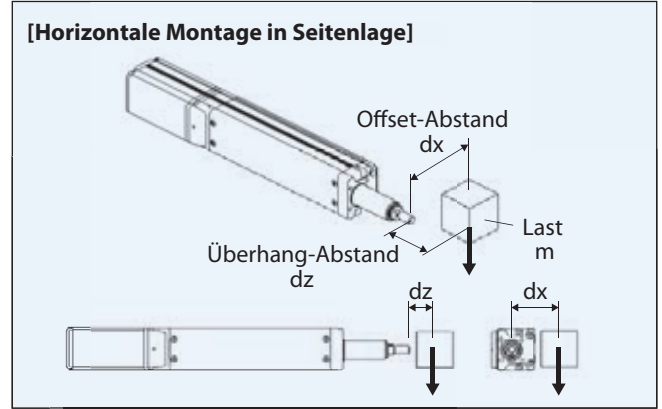 [Horizontale Montage in Seitenlage]
Offset-Abstand
dx
Last
m
Überhang-Abstand
dz
dz
dx